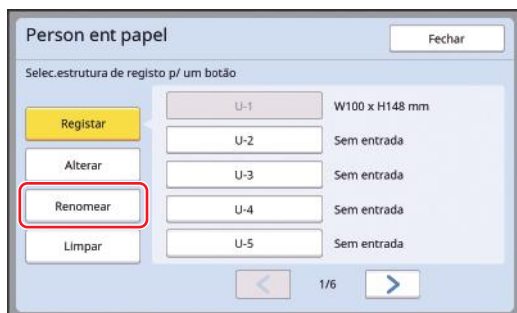 Person ent papel
Fechar
Selec.estrutura de registo p/ um botão
Registar
Alterar
Renomear
Limpar
U-1 W100 x H148 mm
U-2 Sem entrada
U-3 Sem entrada
U-4 Sem entrada
U-5 Sem entrada
1/6